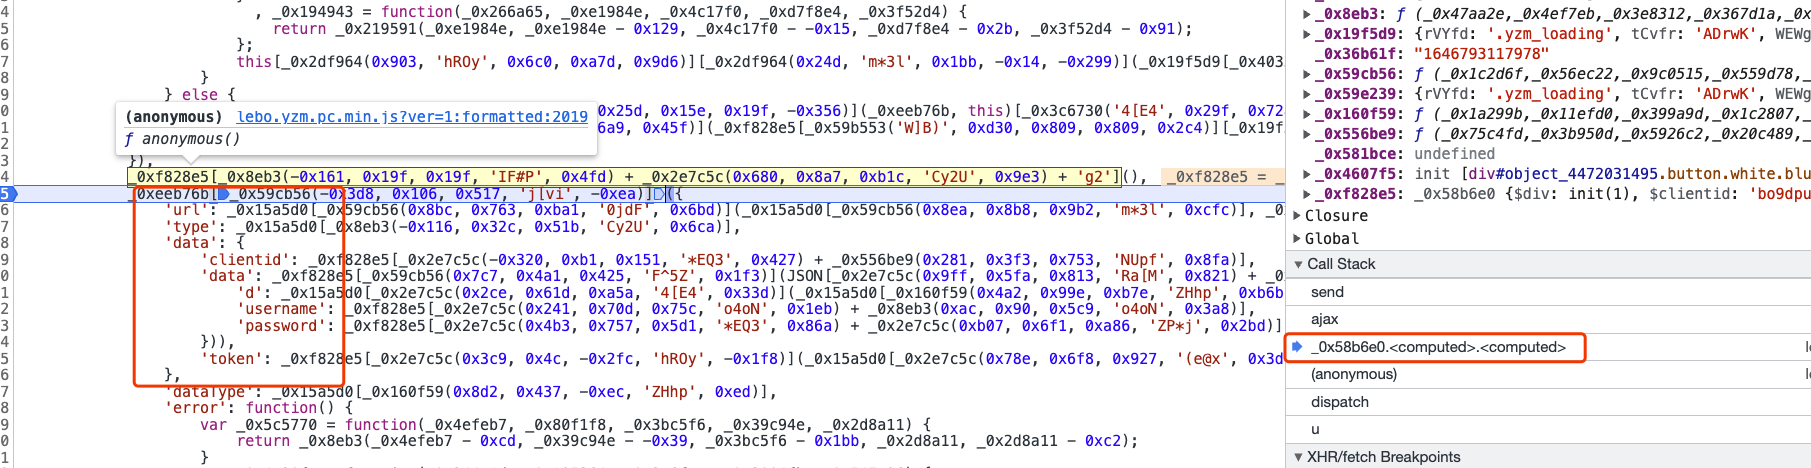 4 , _0x194943 = function(_0x266a65, _0xe1984e, _0x4c17f0, _0xd7f8e4, _0x3f52d4) {
5 return _0x219591(_0xe1984e, _0xe1984e - 0x129, _0x4c17f0 - -0x15, _0xd7f8e4 - 0x2b, _0x3f52d4 - 0x91);
6 };
7 this[_0x2df964(0x903, 'hROy', 0x6c0, 0xa7d, 0x9d6)][_0x2df964(0x24d, 'm*3l', 0x1bb, -0x14, -0x299)](_0x19f5d9[_0x403
8 }
9 } else {
0 0x25d, 0x15e, 0x19f, -0x356)](_0xeeb76b, this)[_0x3c6730('4[E4', 0x29f, 0x72
1 6a9, 0x45f)](_0xf828e5[_0x59b553('W]B)', 0xd30, 0x809, 0x809, 0x2c4)][_0x19f
(anonymous) lebo.yzm.pc.min.js?ver=1:formatted:2019
ƒ anonymous()
3 }),
4 _0xf828e5[_0x8eb3(-0x161, 0x19f, 0x19f, 'IF#P', 0x4fd) + _0x2e7c5c(0x680, 0x8a7, 0xb1c, 'Cy2U', 0x9e3) + 'g2'](), _0xf828e5 = _
5 _0xeeb76b[_0x59cb56(-0x3d8, 0x106, 0x517, 'j[vi', -0xea)]({
6 'url': _0x15a5d0[_0x59cb56(0x8bc, 0x763, 0xba1, '0jdF', 0x6bd)](_0x15a5d0[_0x59cb56(0x8ea, 0x8b8, 0x9b2, 'm*3l', 0xcfc)], _0
7 'type': _0x15a5d0[_0x8eb3(-0x116, 0x32c, 0x51b, 'Cy2U', 0x6ca)],
8 'data': {
9 'clientid': _0xf828e5[_0x2e7c5c(-0x320, 0xb1, 0x151, '*EQ3', 0x427) + _0x556be9(0x281, 0x3f3, 0x753, 'NUpf', 0x8fa)],
0 'data': _0xf828e5[_0x59cb56(0x7c7, 0x4a1, 0x425, 'F^5Z', 0x1f3)](JSON[_0x2e7c5c(0x9ff, 0x5fa, 0x813, 'Ra[M', 0x821) + _0
1 'd': _0x15a5d0[_0x2e7c5c(0x2ce, 0x61d, 0xa5a, '4[E4', 0x33d)](_0x15a5d0[_0x160f59(0x4a2, 0x99e, 0xb7e, 'ZHhp', 0xb6b
2 'username': _0xf828e5[_0x2e7c5c(0x241, 0x70d, 0x75c, 'o4oN', 0x1eb) + _0x8eb3(0xac, 0x90, 0x5c9, 'o4oN', 0x3a8)],
3 'password': _0xf828e5[_0x2e7c5c(0x4b3, 0x757, 0x5d1, '*EQ3', 0x86a) + _0x2e7c5c(0xb07, 0x6f1, 0xa86, 'ZP*j', 0x2bd)]
4 })),
5 'token': _0xf828e5[_0x2e7c5c(0x3c9, 0x4c, -0x2fc, 'hROy', -0x1f8)](_0x15a5d0[_0x2e7c5c(0x78e, 0x6f8, 0x927, '(e@x', 0x3d
6 },
7 'dataType': _0x15a5d0[_0x160f59(0x8d2, 0x437, -0xec, 'ZHhp', 0xed)],
8 'error': function() {
9 var _0x5c5770 = function(_0x4efeb7, _0x80f1f8, _0x3bc5f6, _0x39c94e, _0x2d8a11) {
0 return _0x8eb3(_0x4efeb7 - 0xcd, _0x39c94e - -0x39, _0x3bc5f6 - 0x1bb, _0x2d8a11, _0x2d8a11 - 0xc2);
1 }
_0x8eb3: ƒ (_0x47aa2e,_0x4ef7eb,_0x3e8312,_0x367d1a,_0
_0x19f5d9: {rVYfd: '.yzm_loading', tCvfr: 'ADrwK', WEWg
_0x36b61f: "1646793117978"
_0x59cb56: ƒ (_0x1c2d6f,_0x56ec22,_0x9c0515,_0x559d78,_
_0x59e239: {rVYfd: '.yzm_loading', tCvfr: 'ADrwK', WEWg
_0x160f59: ƒ (_0x1a299b,_0x11efd0,_0x399a9d,_0x1c2807,_
_0x556be9: ƒ (_0x75c4fd,_0x3b950d,_0x5926c2,_0x20c489,_
_0x581bce: undefined
_0x4607f5: init [div#object_4472031495.button.white.blu
_0xf828e5: _0x58b6e0 {$div: init(1), $clientid: 'bo9dpu
Closure
Global
Call Stack
send
ajax
_0x58b6e0.<computed>.<computed>
(anonymous)
dispatch
u
XHR/fetch Breakpoints